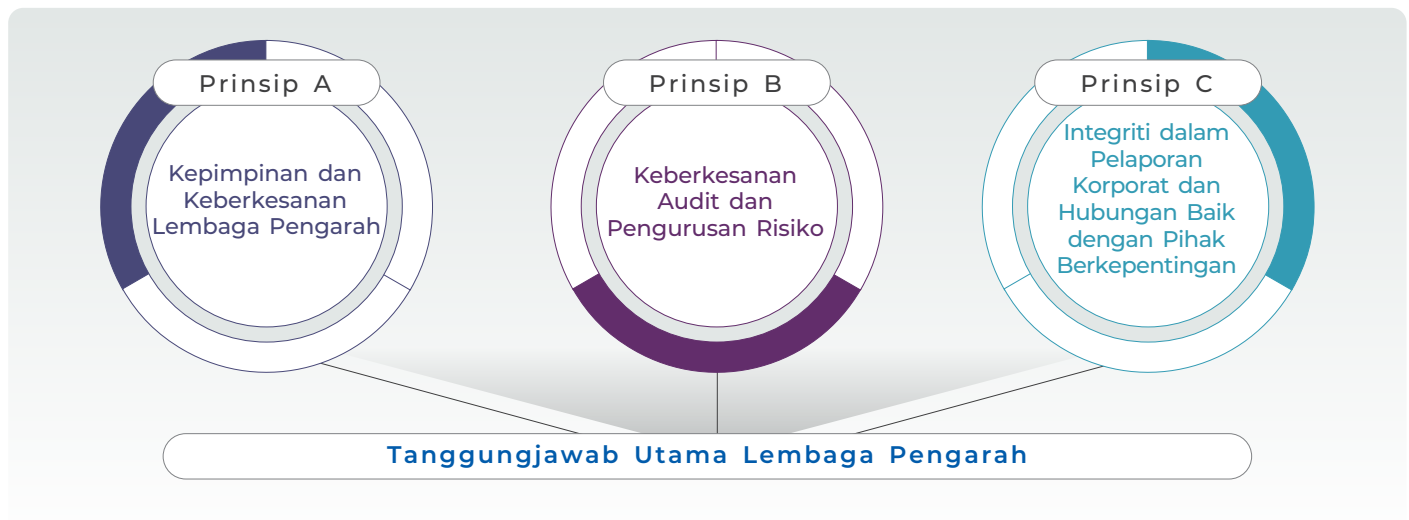 Prinsip A
Kepimpinan dan
Keberkesanan
Lembaga Pengarah
Prinsip B
Keberkesanan
Audit dan
Pengurusan Risiko
Prinsip C
Integriti dalam
Pelaporan
Korporat dan
Hubungan Baik
dengan Pihak
Berkepentingan
Tanggungjawab Utama Lembaga Pengarah